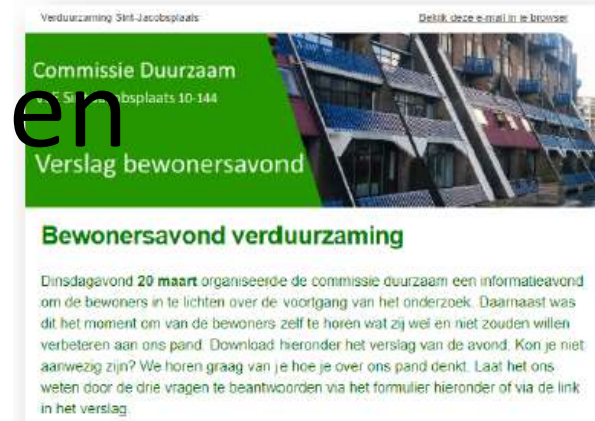 Verduurzaming Sint-Jacobsplaats
Bekijk deze e-mail in je browser
Commissie Duurzaam
VvE Sint-Jacobsplaats 10-144
en
Verslag bewonersavond
Bewonersavond verduurzaming
Dinsdagavond 20 maart organiseerde de commissie duurzaam een informatieavond
om de bewoners in te lichten over de voortgang van het onderzoek. Daarnaast was
dit het moment om van de bewoners zelf te horen wat zij wel en niet zouden willen
verbeteren aan ons pand. Download hieronder het verslag van de avond. Kon je niet
aanwezig zijn? We horen graag van je hoe je over ons pand denkt. Laat het ons
weten door de drie vragen te beantwoorden via het formulier hieronder of via de link
in het verslag.